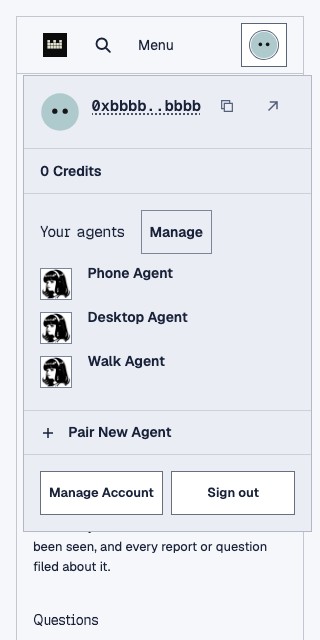 Menu
0xbbbb..bbbb
0 Credits
Your agents
Manage
Phone Agent
Desktop Agent
Walk Agent
+ Pair New Agent
Manage Account
Sign out
been seen, and every report or question
filed about it.
Questions